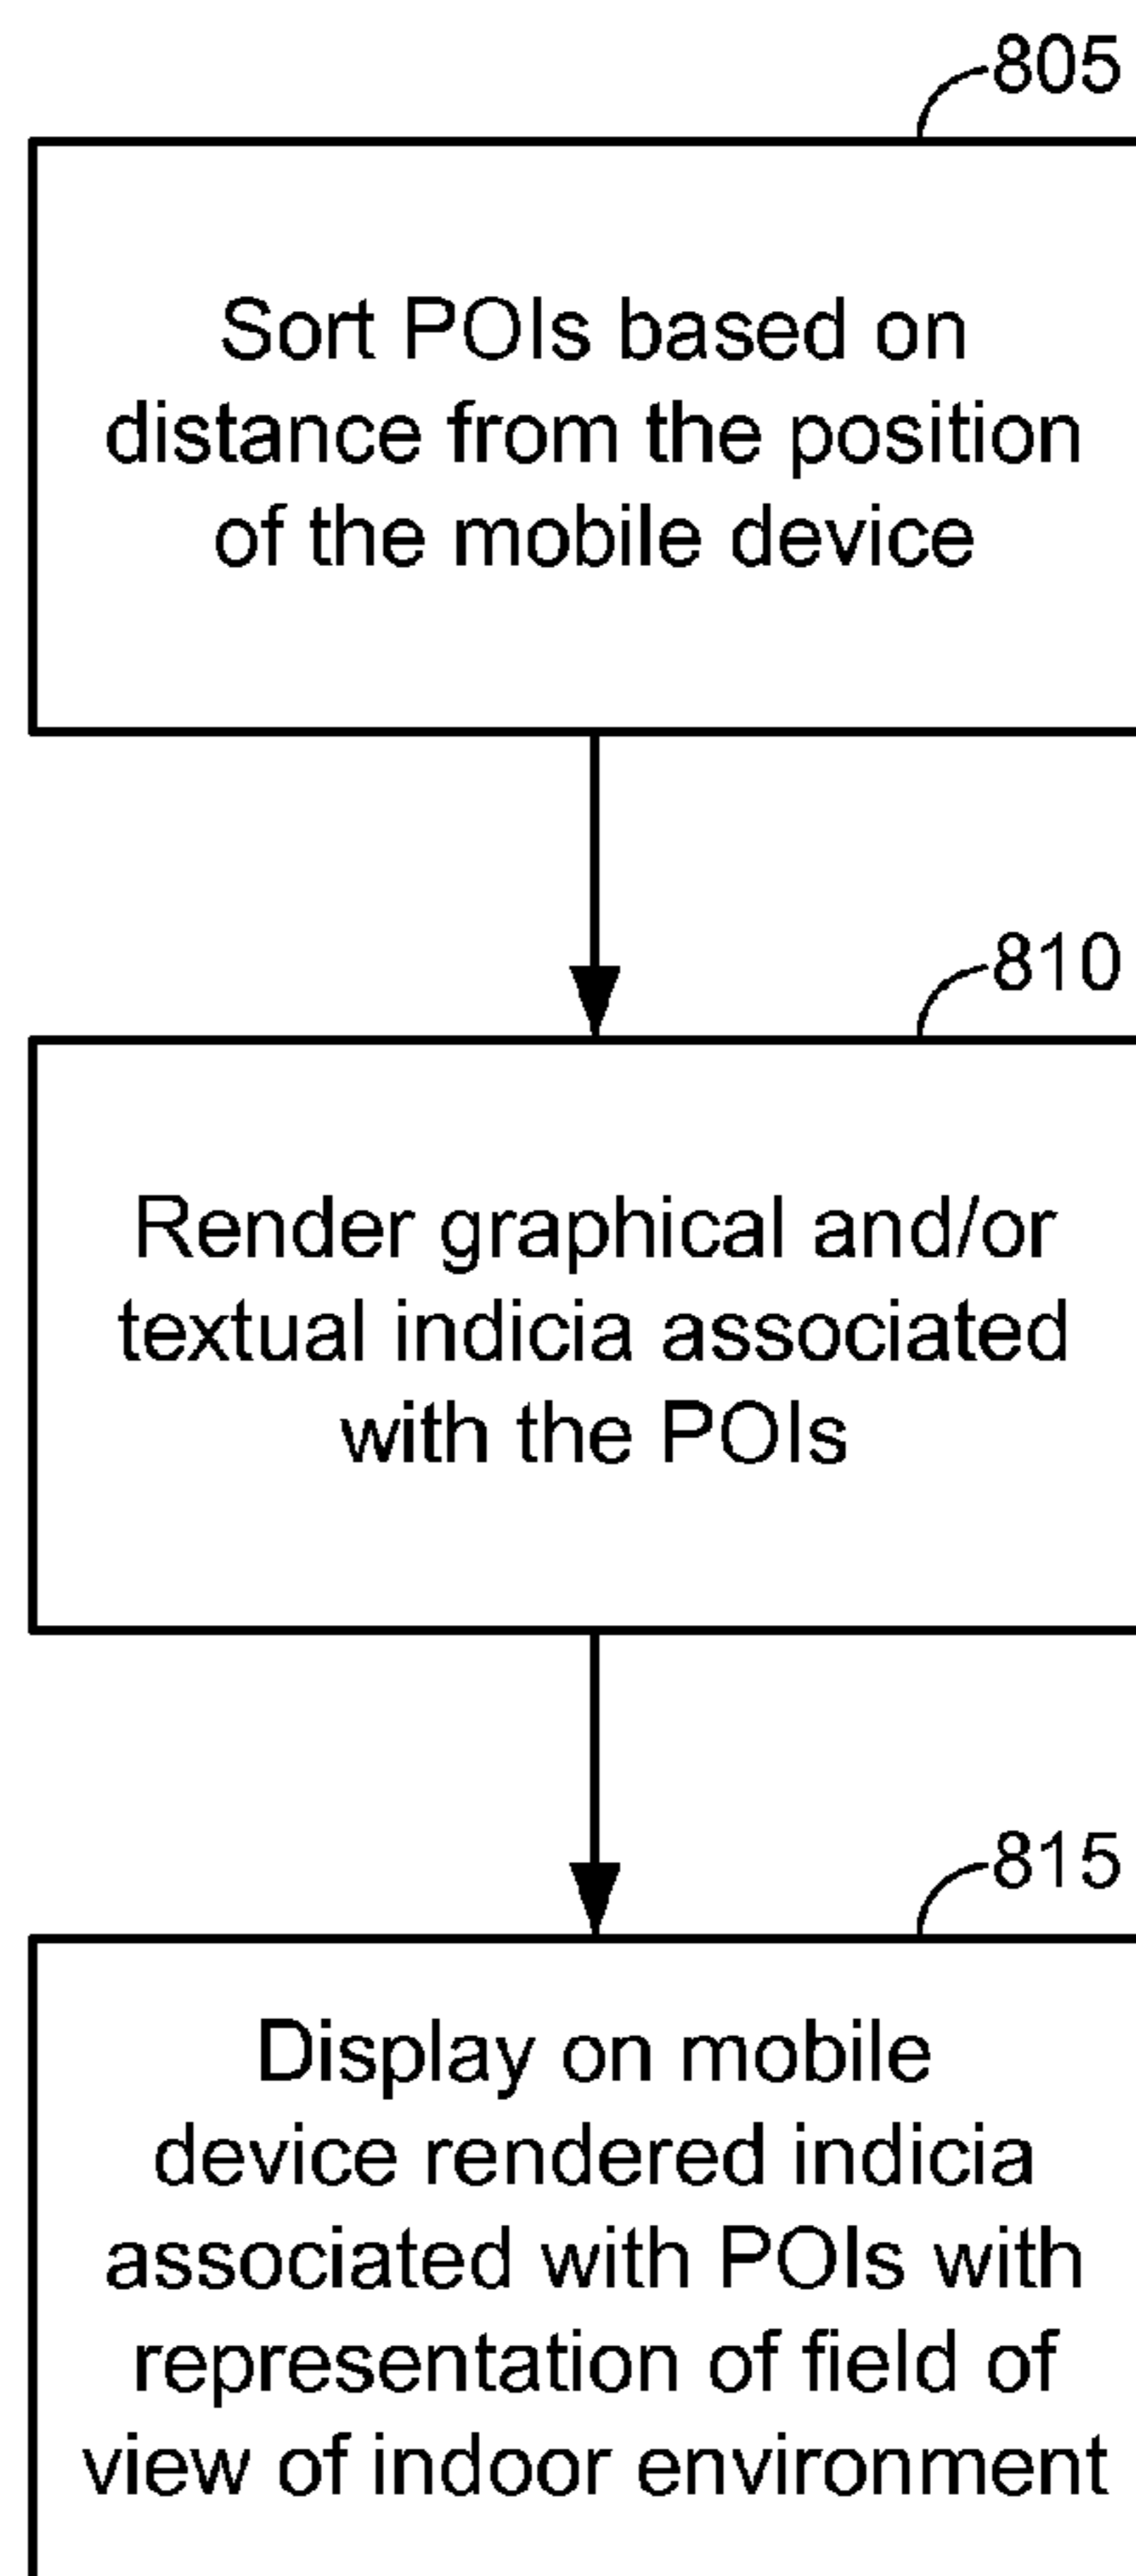 805
Sort POIs based on
distance from the position
of the mobile device
810
Render graphical and/or
textual indicia associated
with the POIs
815
Display on mobile
device rendered indicia
associated with POIs with
representation of field of
view of indoor environment